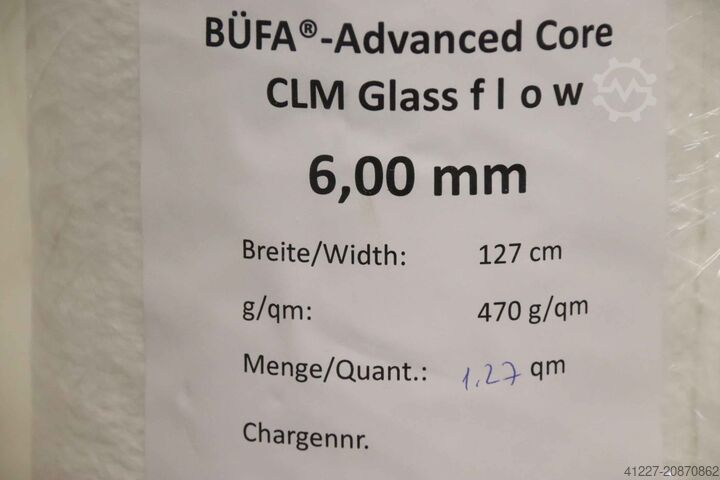 BÜFA®-Advanced Core
CLM Glass f l o w
6,00 mm
Breite/Width: 127 cm
g/qm: 470 g/qm
Menge/Quant.: 1.27 qm
Chargennr.
41227-20870862